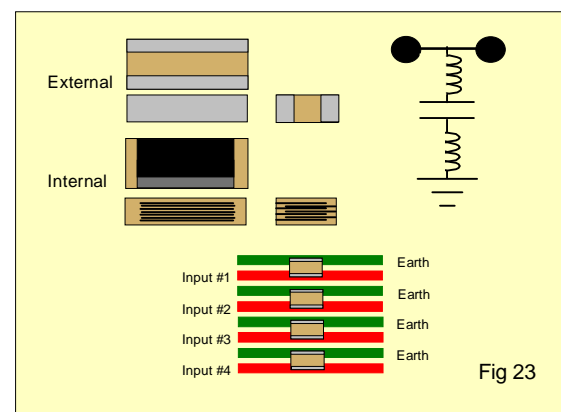 External
Internal
Earth
Input #1
Earth
Input #2
Earth
Input #3
Earth
Input #4
Fig 23